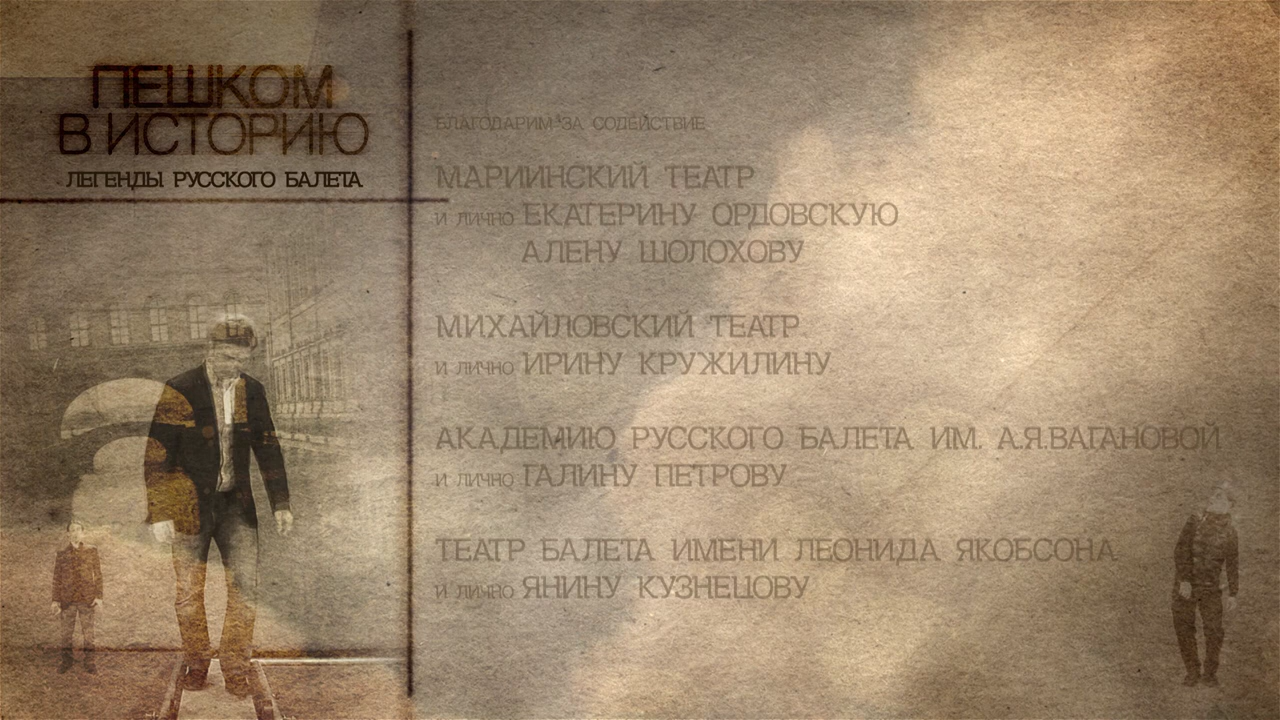 ПЕШКОМ
В ИСТОРИЮ
ЛЕГЕНДЫ РУССКОГО БАЛЕТА
БЛАГОДАРИМ ЗА СОДЕЙСТВИЕ
МАРИИНСКИЙ ТЕАТР
И ЛИЧНО ЕКАТЕРИНУ ОРДОВСКУЮ
АЛЕНУ ШОЛОХОВУ
МИХАЙЛОВСКИЙ ТЕАТР
И ЛИЧНО ИРИНУ КРУЖИЛИНУ
АКАДЕМИЮ РУССКОГО БАЛЕТА ИМ. А.Я.ВАГАНОВОЙ
И ЛИЧНО ГАЛИНУ ПЕТРОВУ
ТЕАТР БАЛЕТА ИМЕНИ ЛЕОНИДА ЯКОБСОНА
И ЛИЧНО ЯНИНУ КУЗНЕЦОВУ